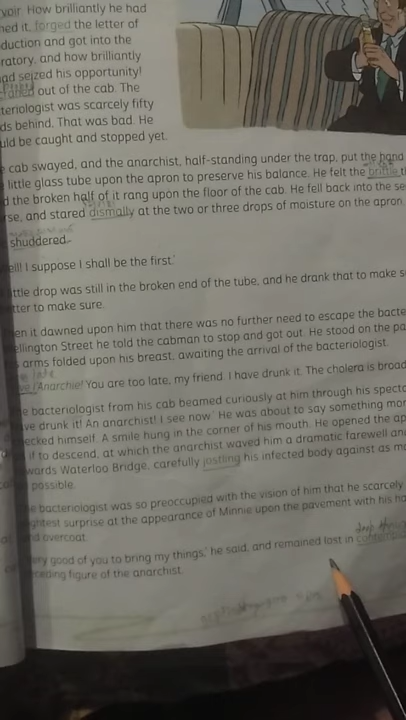 voir. How brilliantly he had
ned it, forged the letter of
duction and got into the
ratory, and how brilliantly
ad seized his opportunity!
out of the cab. The
teriologist was scarcely fifty
ds behind. That was bad. He
uld be caught and stopped yet.
cab swayed, and the anarchist, half-standing under the trap, put the hand
little glass tube upon the apron to preserve his balance. He felt the brittle t
d the broken half of it rang upon the floor of the cab. He fell back into the se
rse, and stared dismally at the two or three drops of moisture on the apron.
shuddered.
ell! I suppose I shall be the first.'
ittle drop was still in the broken end of the tube, and he drank that to make s
tter to make sure.
en it dawned upon him that there was no further need to escape the bacte
ellington Street he told the cabman to stop and got out. He stood on the pa
arms folded upon his breast, awaiting the arrival of the bacteriologist.
late
Anarchie! You are too late, my friend. I have drunk it. The cholera is broad
e bacteriologist from his cab beamed curiously at him through his specta
ve drunk it! An anarchist! I see now.' He was about to say something mor
ecked himself. A smile hung in the corner of his mouth. He opened the ap
if to descend, at which the anarchist waved him a dramatic farewell and
wards Waterloo Bridge, carefully jostling his infected body against as m
possible.
e bacteriologist was so preoccupied with the vision of him that he scarcely
ghtest surprise at the appearance of Minnie upon the pavement with his ha
nd overcoat.
deep
ery good of you to bring my things,' he said, and remained lost in
ceding figure of the anarchist.